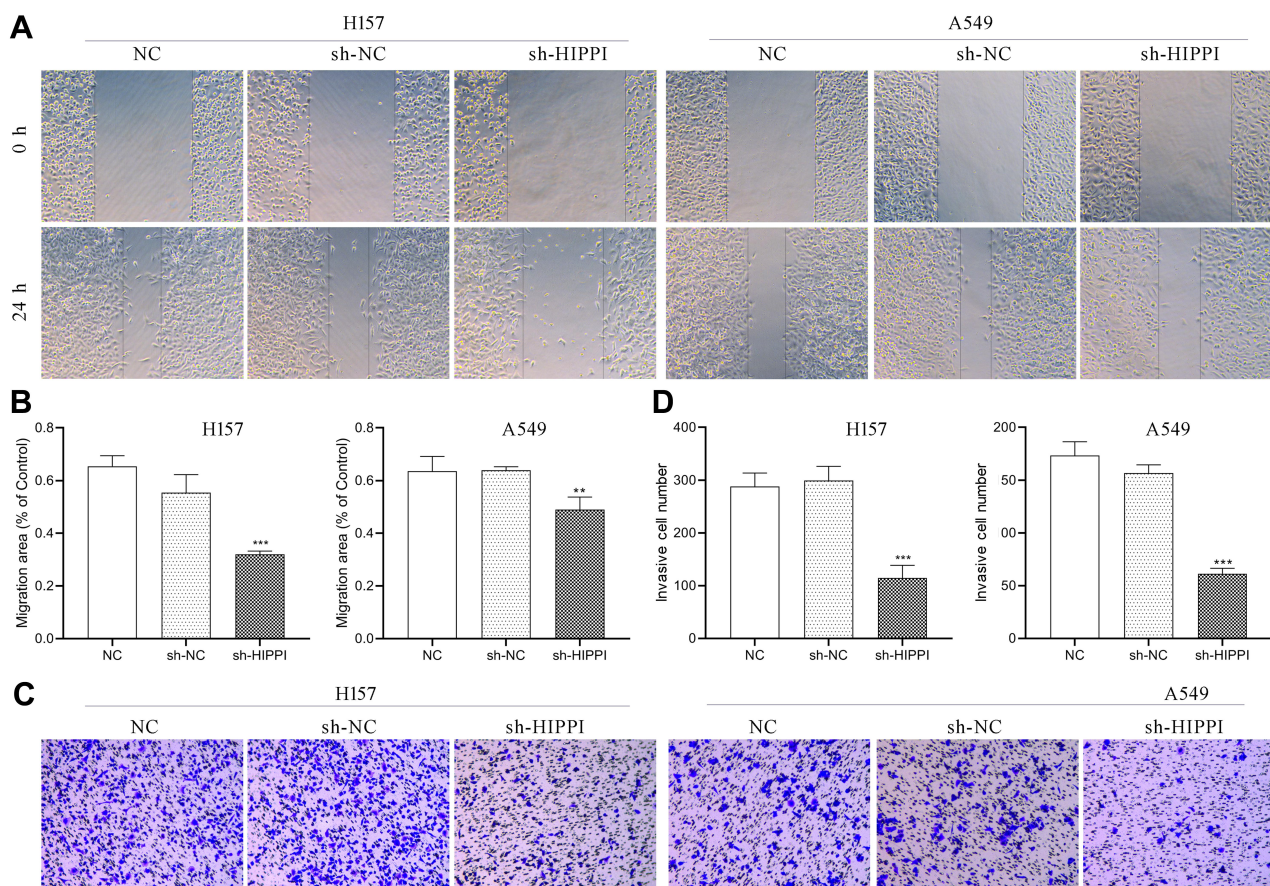 A
H157
A549
NC
sh-NC
sh-HIPPI
NC
sh-NC
sh-HIPPI
0 h
24 h
B
Migration area (% of Control)
H157
0.8
0.6
0.4
0.2
0.0
***
NC
sh-NC
sh-HIPPI
Migration area (% of Control)
A549
0.8
0.6
0.4
0.2
0.0
**
NC
sh-NC
sh-HIPPI
D
Invasive cell number
H157
400
300
200
100
0
***
NC
sh-NC
sh-HIPPI
Invasive cell number
A549
200
50
00
50
0
***
NC
sh-NC
sh-HIPPI
C
H157
A549
NC
sh-NC
sh-HIPPI
NC
sh-NC
sh-HIPPI